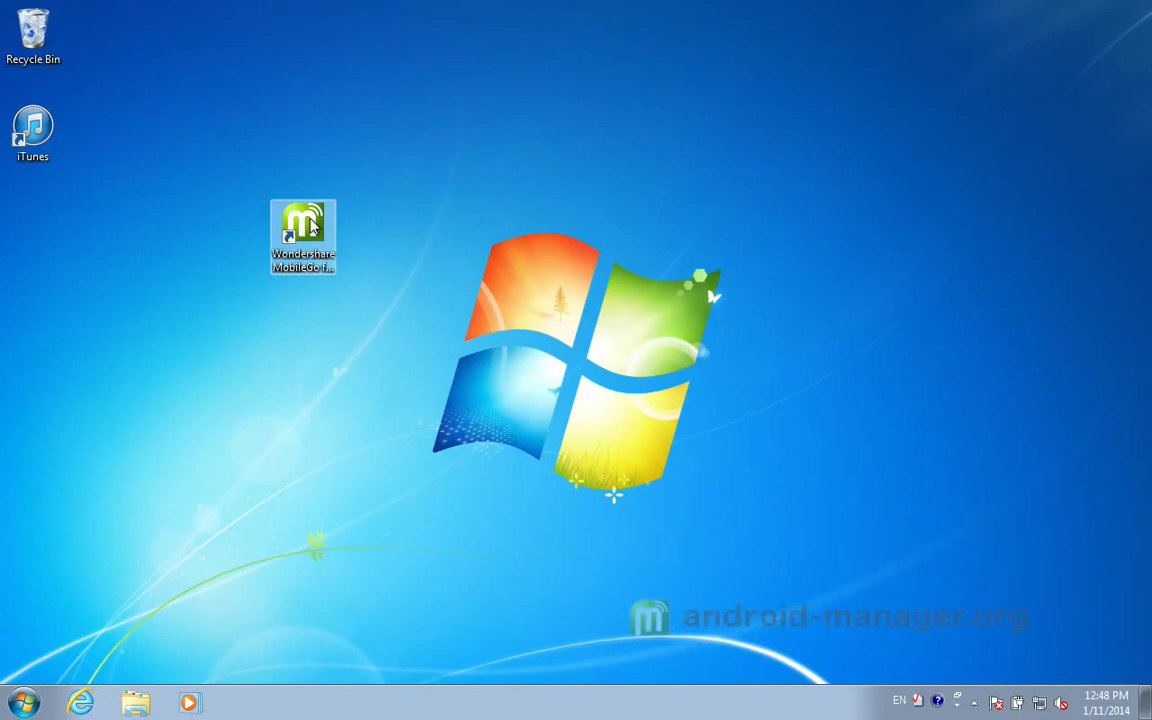 Recycle Bin
iTunes
Wondershare
MobileGo f...
android-manager.org
EN
12:48 PM
1/11/2014